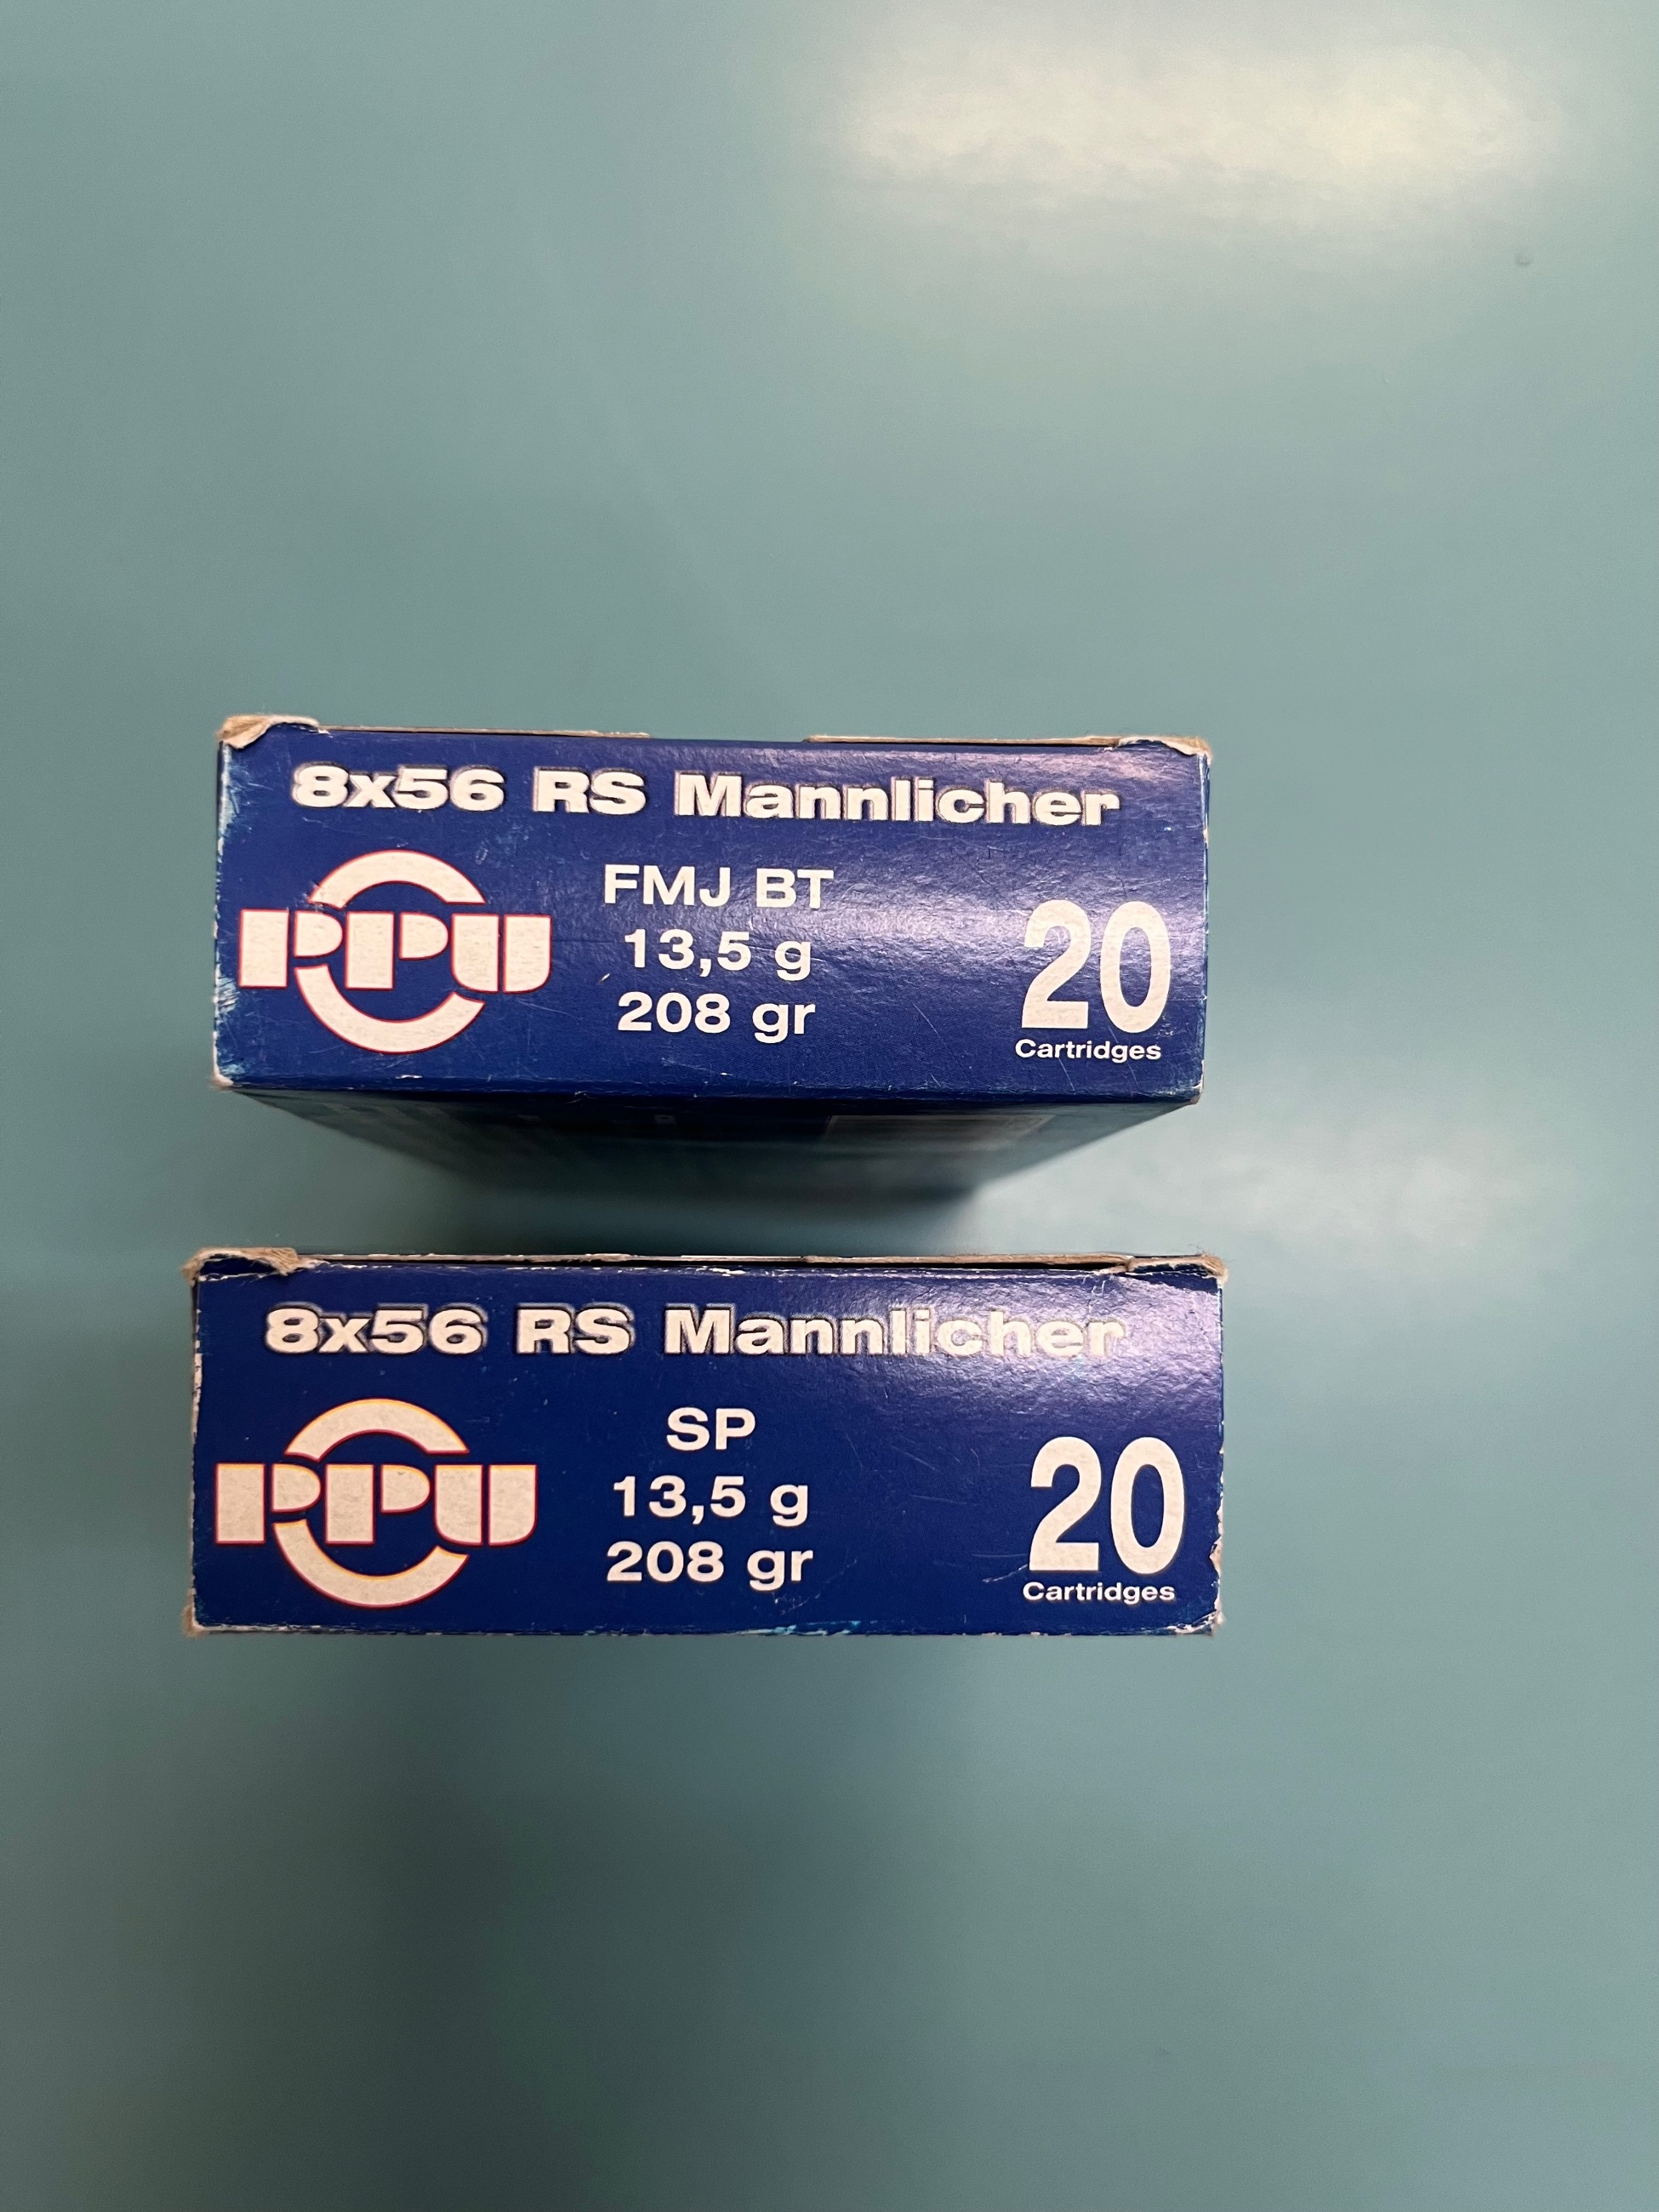 8x56 RS Mannlicher
PPU
FMJ BT
13,5 g
208 gr
20
Cartridges
8x56 RS Mannlicher
PPU
SP
13,5 g
208 gr
20
Cartridges